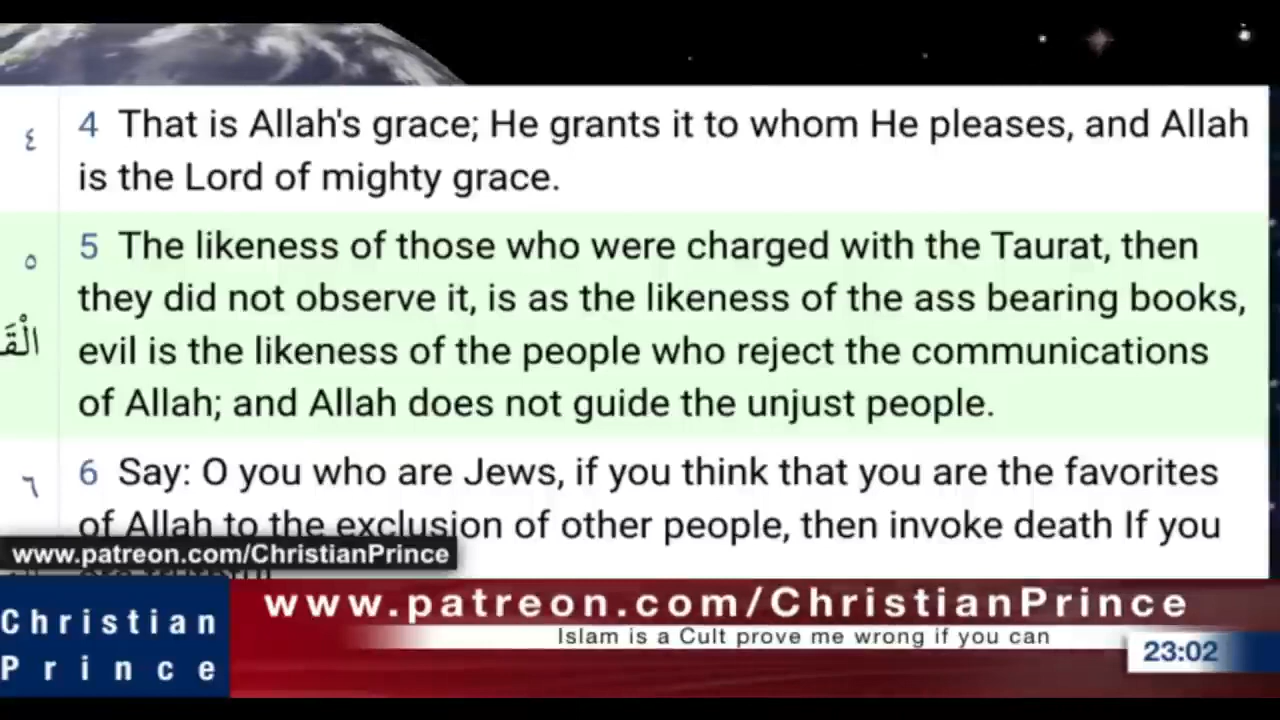 ٤
4 That is Allah's grace; He grants it to whom He pleases, and Allah
is the Lord of mighty grace.
٥
5 The likeness of those who were charged with the Taurat, then
they did not observe it, is as the likeness of the ass bearing books,
evil is the likeness of the people who reject the communications
of Allah; and Allah does not guide the unjust people.
٦
6 Say: O you who are Jews, if you think that you are the favorites
of Allah to the exclusion of other people, then invoke death If you
www.patreon.com/ChristianPrince
Christian
Prince
www.patreon.com/ChristianPrince
Islam is a Cult prove me wrong if you can
23:02